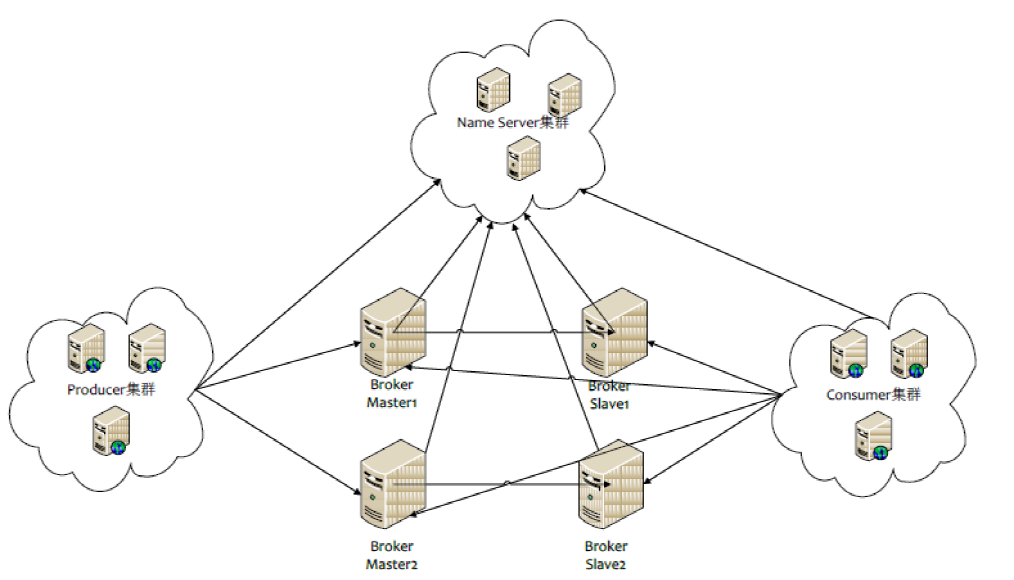 Name Server集群
Producer集群
Broker
Master1
Broker
Slave1
Consumer集群
Broker
Master2
Broker
Slave2